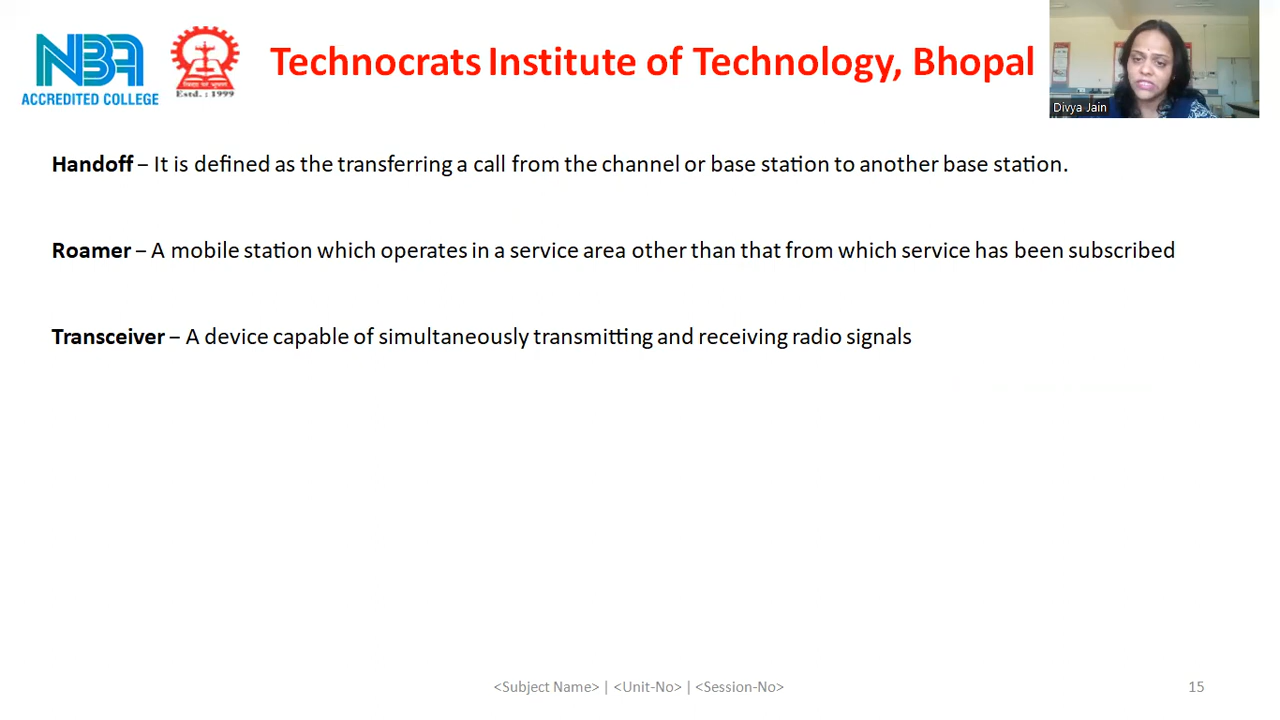 NBA
ACCREDITED COLLEGE
Estd. : 1999
Technocrats Institute of Technology, Bhopal
Divya Jain
Handoff – It is defined as the transferring a call from the channel or base station to another base station.
Roamer – A mobile station which operates in a service area other than that from which service has been subscribed
Transceiver – A device capable of simultaneously transmitting and receiving radio signals
<Subject Name> | <Unit-No> | <Session-No>
15